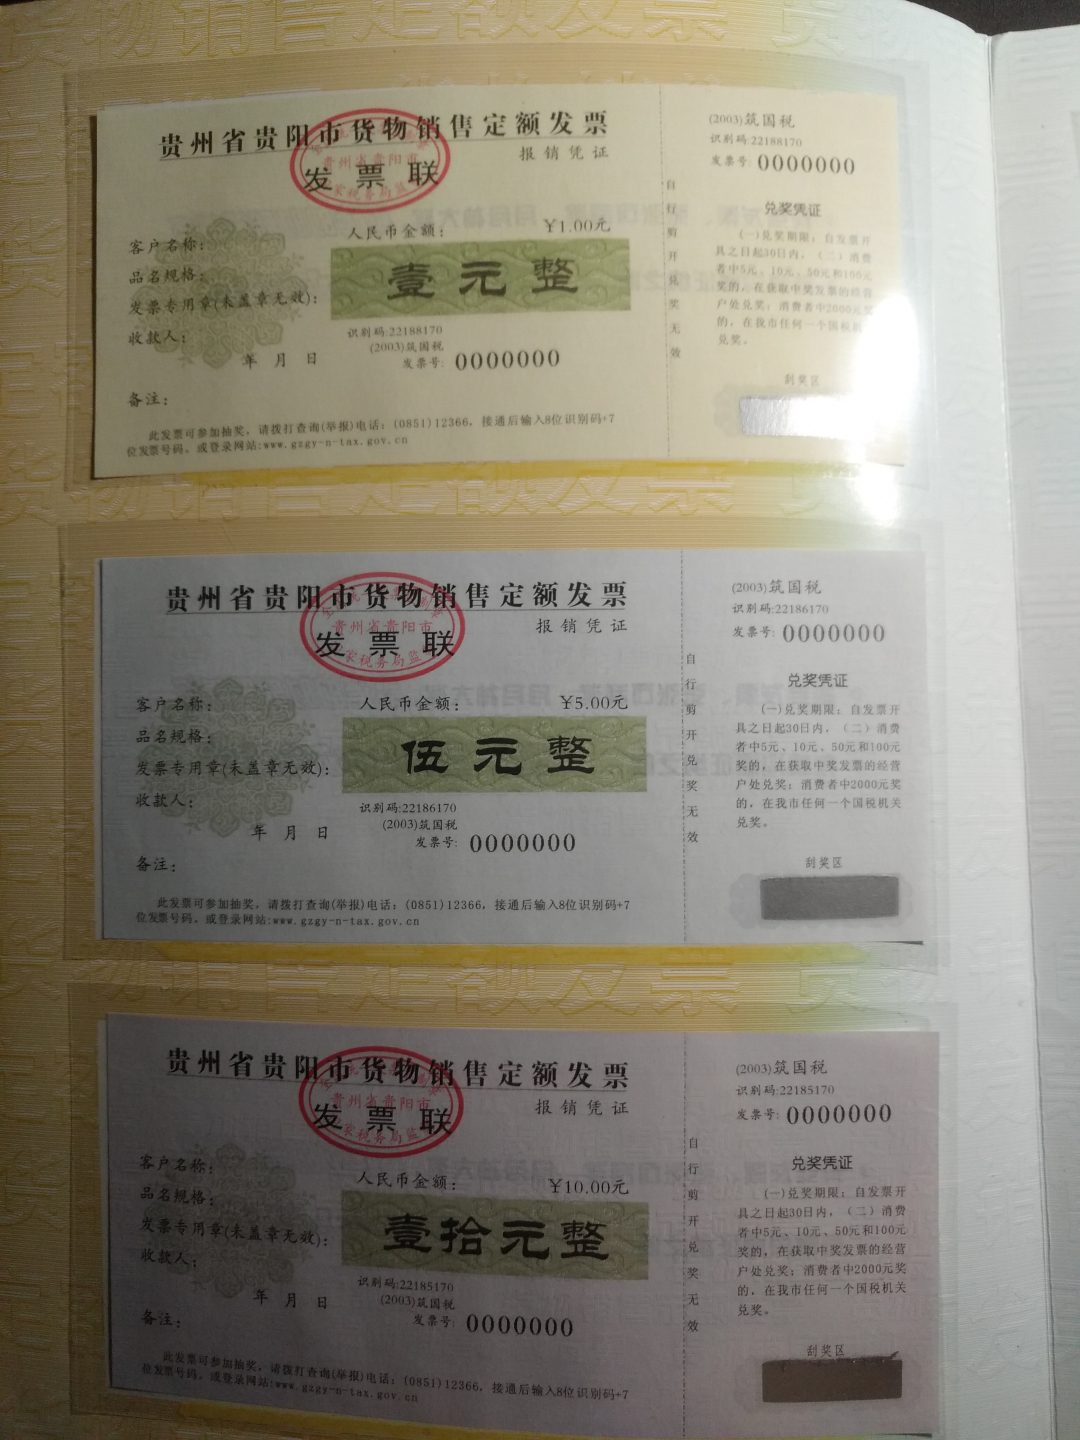 贵州省贵阳市货物销售定额发票
报销凭证
贵州省贵阳市
发票联
客户名称：
人民币金额： ￥1.00元
品名规格：
壹元整
发票专用章(未盖章无效)：
收款人：
识别码:22188170
(2003)筑国税
年 月 日
发票号: 0000000
备注：
此发票可参加抽奖，请拨打查询(举报)电话：(0851)12366，接通后输入8位识别码+7
位发票号码。或登录网站:www.gzgy-n-tax.gov.cn
自行剪开兑奖无效
(2003)筑国税
识别码:22188170
发票号: 0000000
兑奖凭证
(一)兑奖期限：自发票开
具之日起30日内，（二）消费
者中5元、10元、50元和100元
奖的，在获取中奖发票的经营
户处兑奖；消费者中2000元奖
的，在我市任何一个国税机关
兑奖。
刮奖区
贵州省贵阳市货物销售定额发票
报销凭证
贵州省贵阳市
发票联
国家税务局监
客户名称：
人民币金额： ￥5.00元
品名规格：
伍元整
发票专用章(未盖章无效)：
收款人：
识别码:22186170
(2003)筑国税
年 月 日
发票号: 0000000
备注：
此发票可参加抽奖，请拨打查询(举报)电话：(0851)12366，接通后输入8位识别码+7
位发票号码。或登录网站:www.gzgy-n-tax.gov.cn
自行剪开兑奖无效
(2003)筑国税
识别码:22186170
发票号: 0000000
兑奖凭证
(一)兑奖期限：自发票开
具之日起30日内，（二）消费
者中5元、10元、50元和100元
奖的，在获取中奖发票的经营
户处兑奖；消费者中2000元奖
的，在我市任何一个国税机关
兑奖。
刮奖区
贵州省贵阳市货物销售定额发票
报销凭证
贵州省贵阳市
发票联
国家税务局监
客户名称：
人民币金额： ￥10.00元
品名规格：
壹拾元整
发票专用章(未盖章无效)：
收款人：
识别码:22185170
(2003)筑国税
年 月 日
发票号: 0000000
备注：
此发票可参加抽奖，请拨打查询(举报)电话：(0851)12366，接通后输入8位识别码+7
位发票号码。或登录网站:www.gzgy-n-tax.gov.cn
自行剪开兑奖无效
(2003)筑国税
识别码:22185170
发票号: 0000000
兑奖凭证
(一)兑奖期限：自发票开
具之日起30日内，（二）消费
者中5元、10元、50元和100元
奖的，在获取中奖发票的经营
户处兑奖；消费者中2000元奖
的，在我市任何一个国税机关
兑奖。
刮奖区